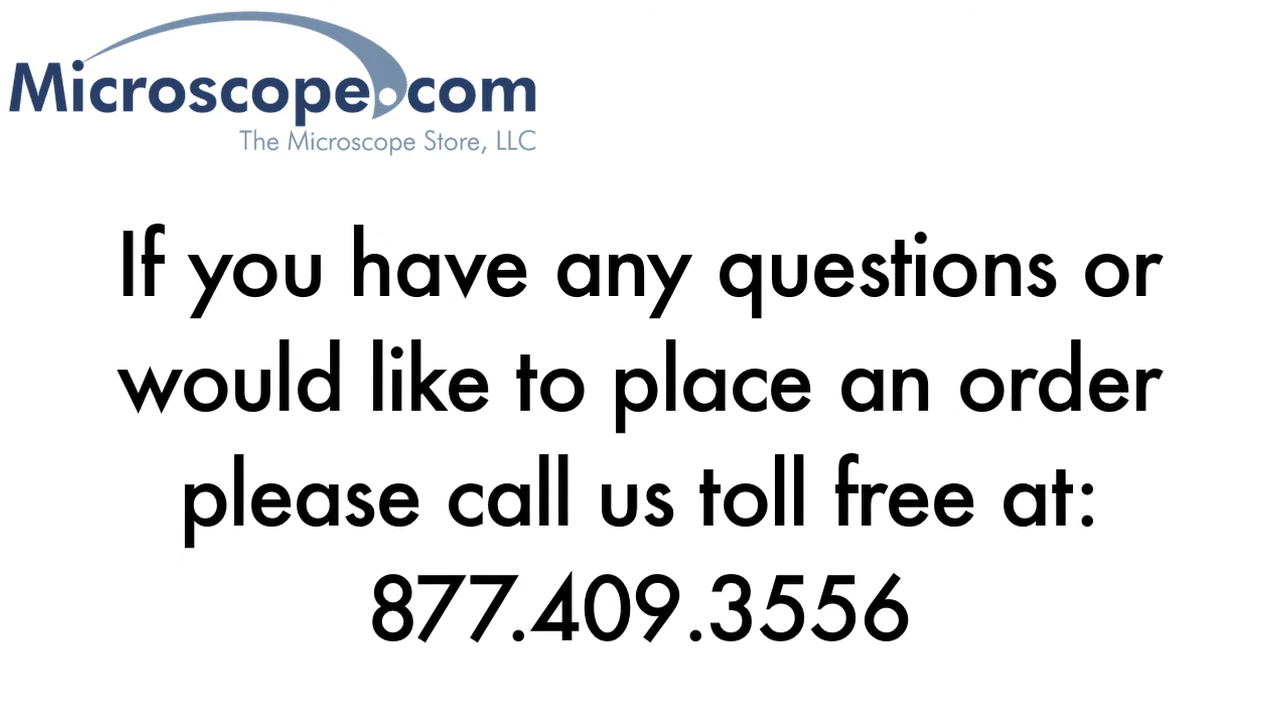 Microscope.com
The Microscope Store, LLC
If you have any questions or
would like to place an order
please call us toll free at:
877.409.3556